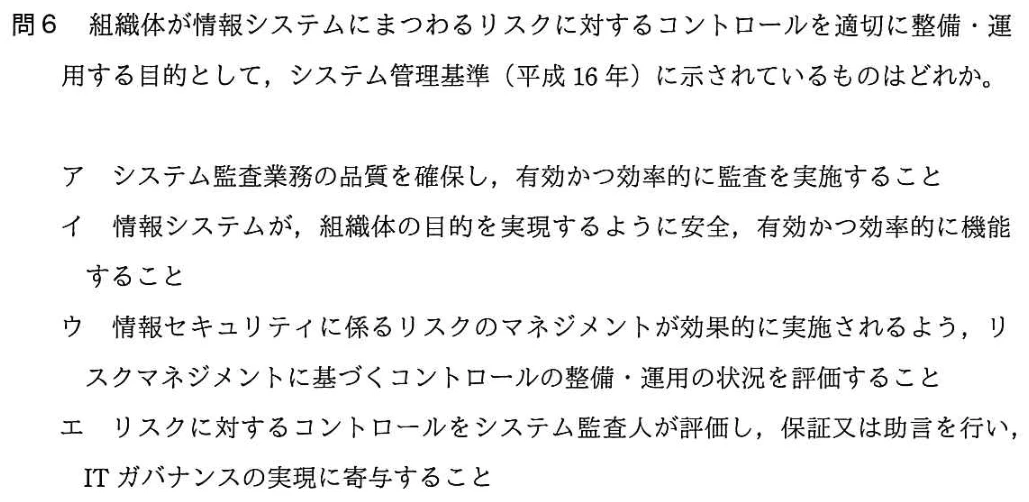 問6 組織体が情報システムにまつわるリスクに対するコントロールを適切に整備・運
用する目的として，システム管理基準（平成 16 年）に示されているものはどれか。
ア システム監査業務の品質を確保し，有効かつ効率的に監査を実施すること
イ 情報システムが，組織体の目的を実現するように安全，有効かつ効率的に機能
すること
ウ 情報セキュリティに係るリスクのマネジメントが効果的に実施されるよう，リ
スクマネジメントに基づくコントロールの整備・運用の状況を評価すること
エ リスクに対するコントロールをシステム監査人が評価し，保証又は助言を行い，
IT ガバナンスの実現に寄与すること